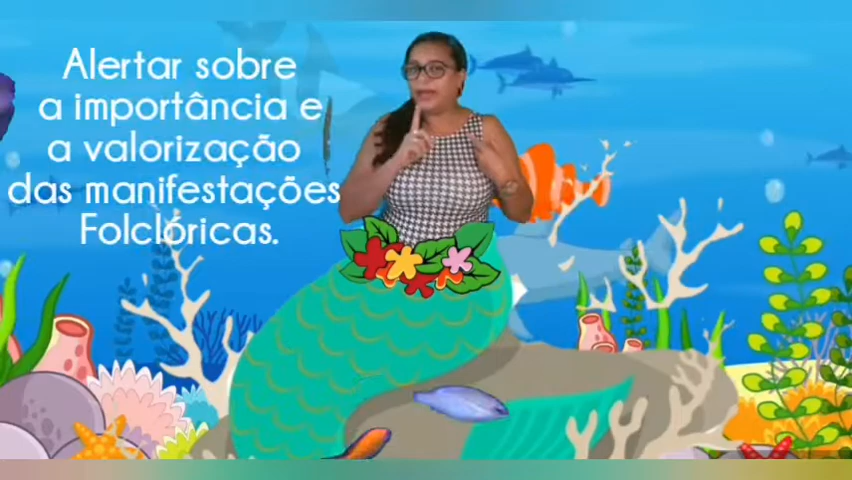 Alertar sobre
a importância e
a valorização
das manifestações
Folclóricas.